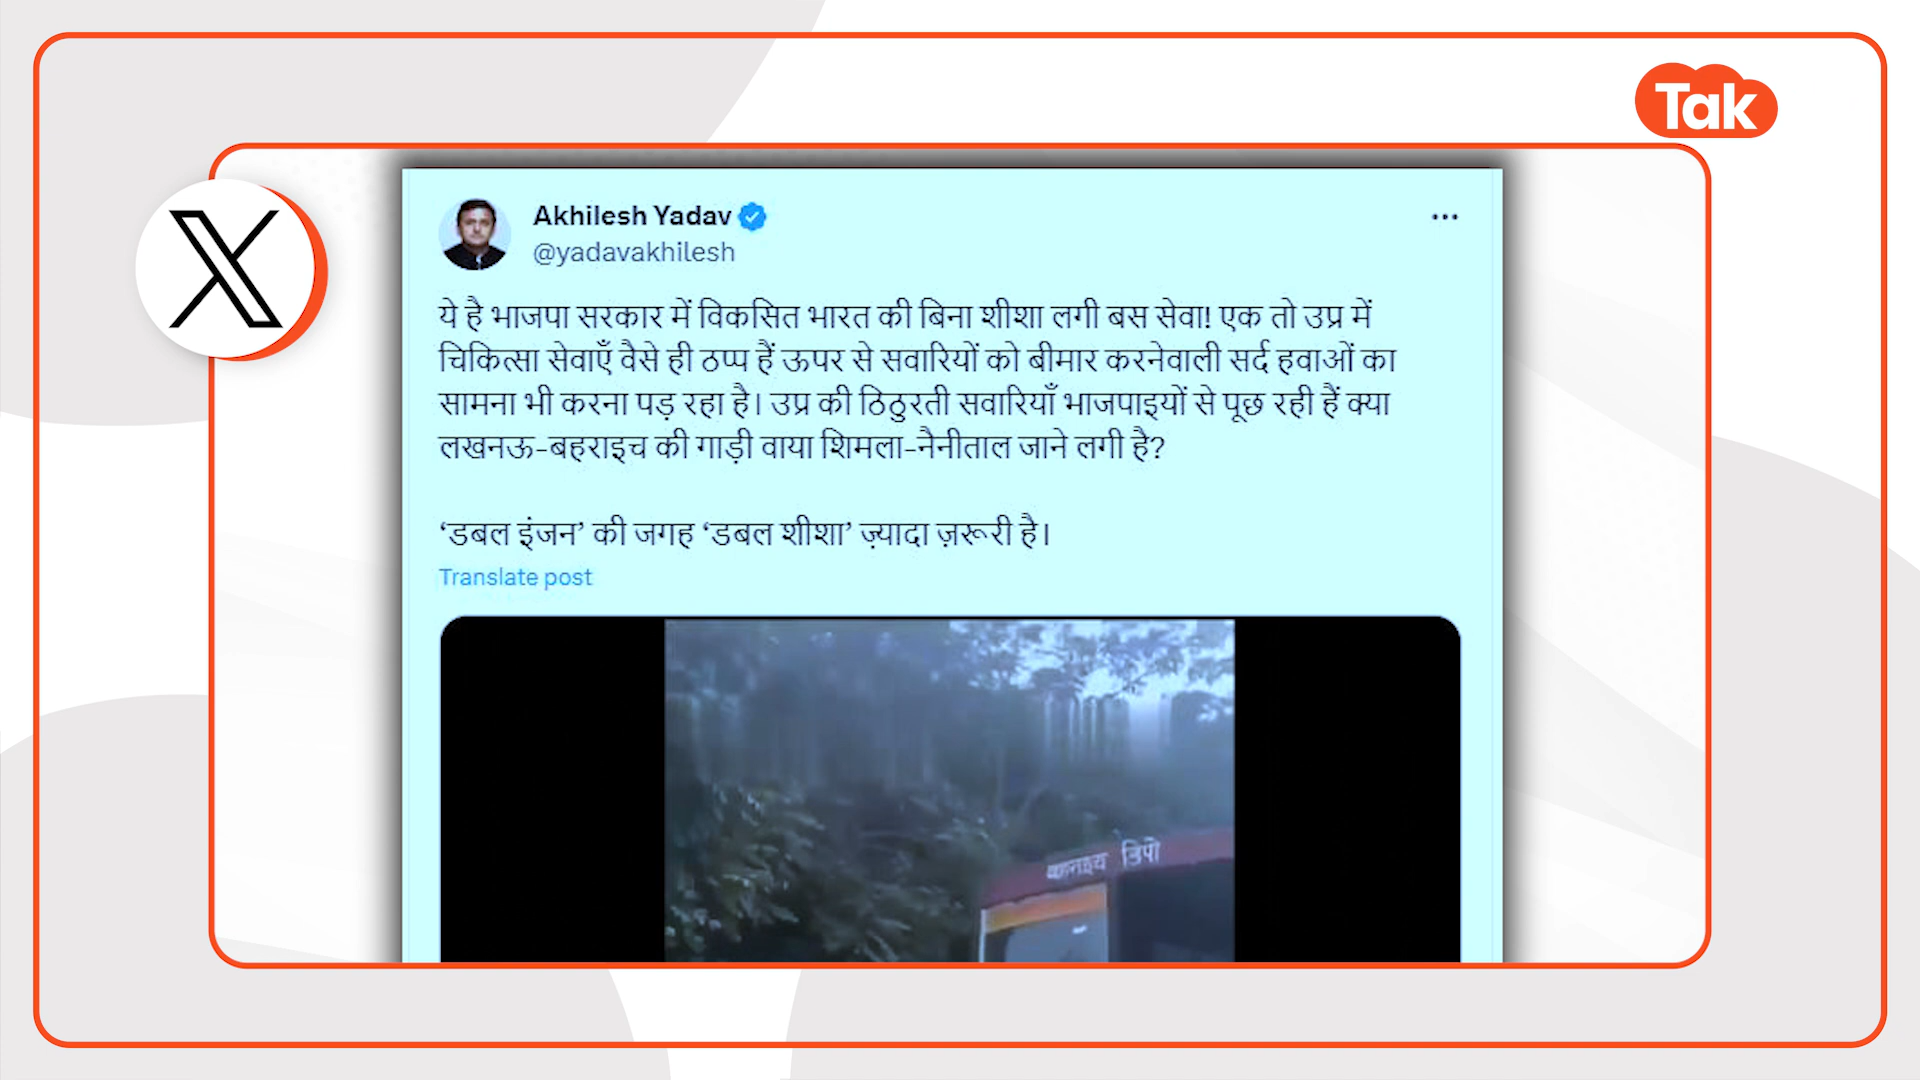 Tak
Akhilesh Yadav
@yadavakhilesh
ये है भाजपा सरकार में विकसित भारत की बिना शीशा लगी बस सेवा! एक तो उप्र में
चिकित्सा सेवाएँ वैसे ही ठप्प हैं ऊपर से सवारियों को बीमार करनेवाली सर्द हवाओं का
सामना भी करना पड़ रहा है। उप्र की ठिठुरती सवारियाँ भाजपाइयों से पूछ रही हैं क्या
लखनऊ-बहराइच की गाड़ी वाया शिमला-नैनीताल जाने लगी है?
‘डबल इंजन’ की जगह ‘डबल शीशा’ ज़्यादा ज़रूरी है।
Translate post
डिपो